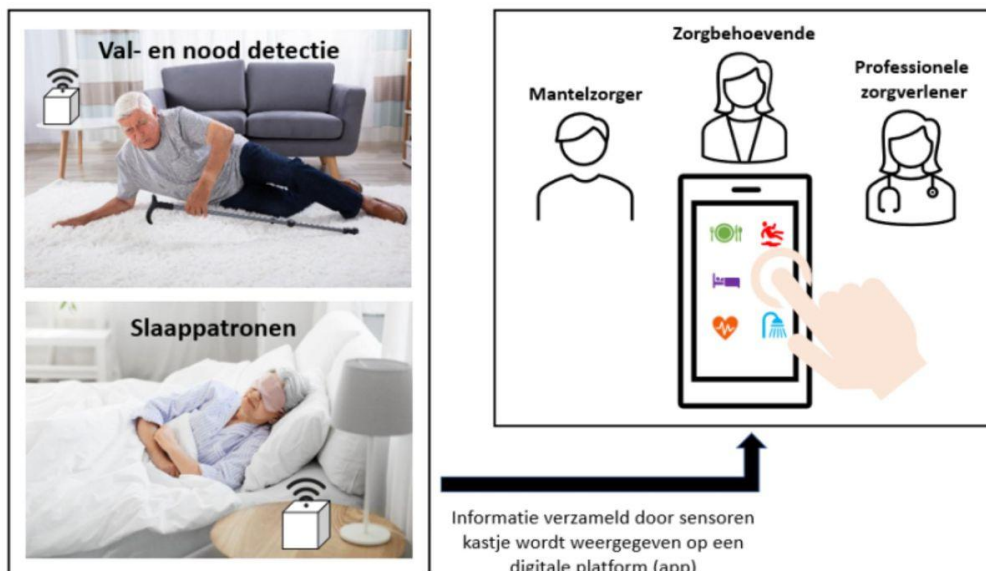 Val- en nood detectie
Slaappatronen
Zorgbehoevende
Mantelzorger
Professionele
zorgverlener
Informatie verzameld door sensoren
kastje wordt weergegeven op een
digitale platform (app)